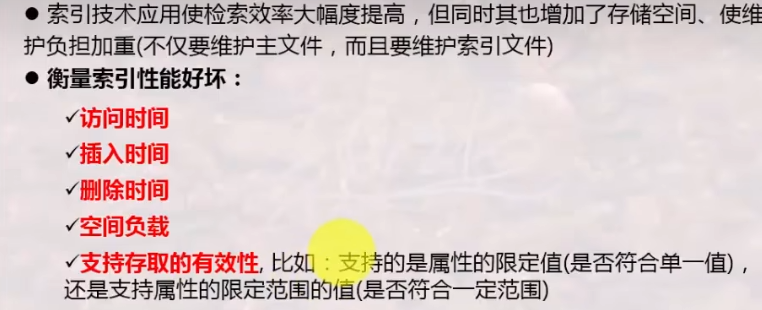 ● 索引技术应用使检索效率大幅度提高，但同时其也增加了存储空间、使维
护负担加重(不仅要维护主文件，而且要维护索引文件)
● 衡量索引性能好坏：
✓访问时间
✓插入时间
✓删除时间
✓空间负载
✓支持存取的有效性, 比如：支持的是属性的限定值(是否符合单一值)，
还是支持属性的限定范围的值(是否符合一定范围)